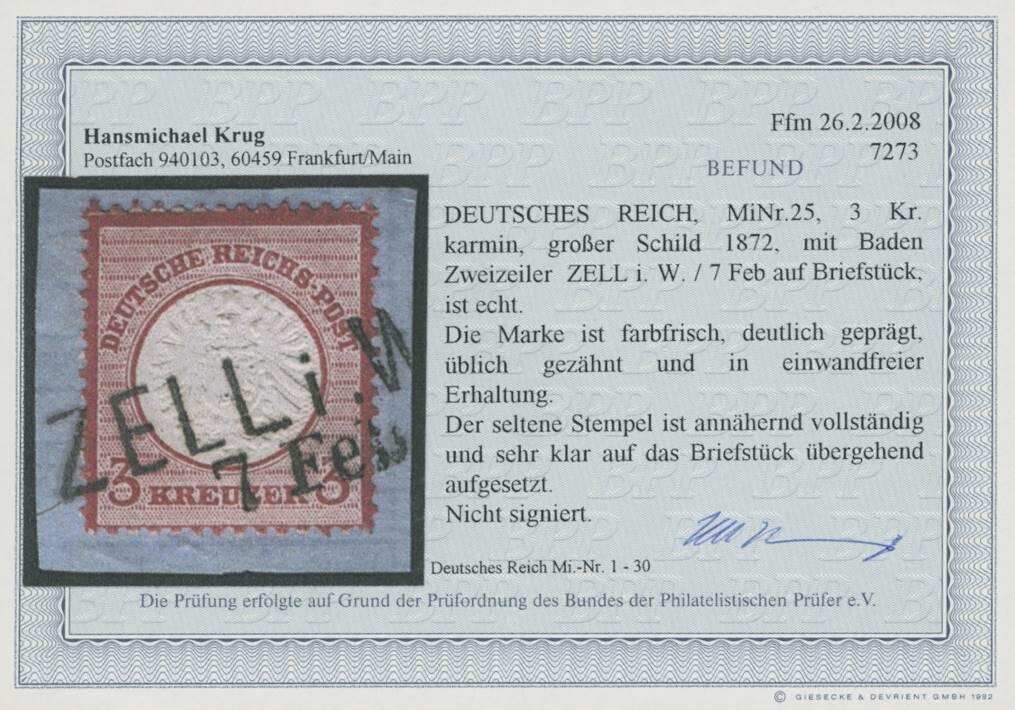 Hansmichael Krug
Postfach 940103, 60459 Frankfurt/Main
Ffm 26.2.2008
7273
BEFUND
DEUTSCHES REICH, MiNr.25, 3 Kr.
karmin, großer Schild 1872, mit Baden
Zweizeiler ZELL i. W. / 7 Feb auf Briefstück,
ist echt.
Die Marke ist farbfrisch, deutlich geprägt,
üblich gezähnt und in einwandfreier
Erhaltung.
Der seltene Stempel ist annähernd vollständig
und sehr klar auf das Briefstück übergehend
aufgesetzt.
Nicht signiert.
DEUTSCHE REICHS-POST
ZELL i. W
7 Feb
3 KREUZER 3
Deutsches Reich Mi.-Nr. 1 - 30
Die Prüfung erfolgte auf Grund der Prüfordnung des Bundes der Philatelistischen Prüfer e.V.
© GIESECKE & DEVRIENT GMBH 1992